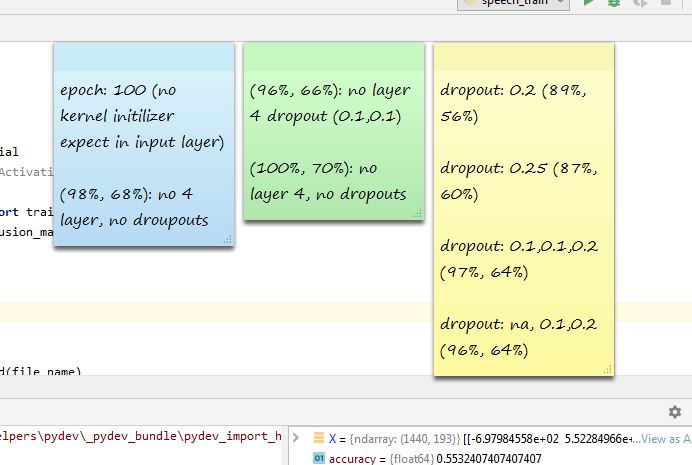 speech_train
epoch: 100 (no
kernel initilizer
expect in input layer)
(98%, 68%): no 4
layer, no droupouts
(96%, 66%): no layer
4 dropout (0.1,0.1)
(100%, 70%): no
layer 4, no dropouts
dropout: 0.2 (89%,
56%)
dropout: 0.25 (87%,
60%)
dropout: 0.1,0.1,0.2
(97%, 64%)
dropout: na, 0.1,0.2
(96%, 64%)
ial
Activati
ort trai
usion_ma
d(file_name)
elpers\pydev\_pydev_bundle\pydev_import_h
X = {ndarray: (1440, 193)} [[-6.97984558e+02 5.52284966e+...View as A
01 accuracy = {float64} 0.5532407407407407